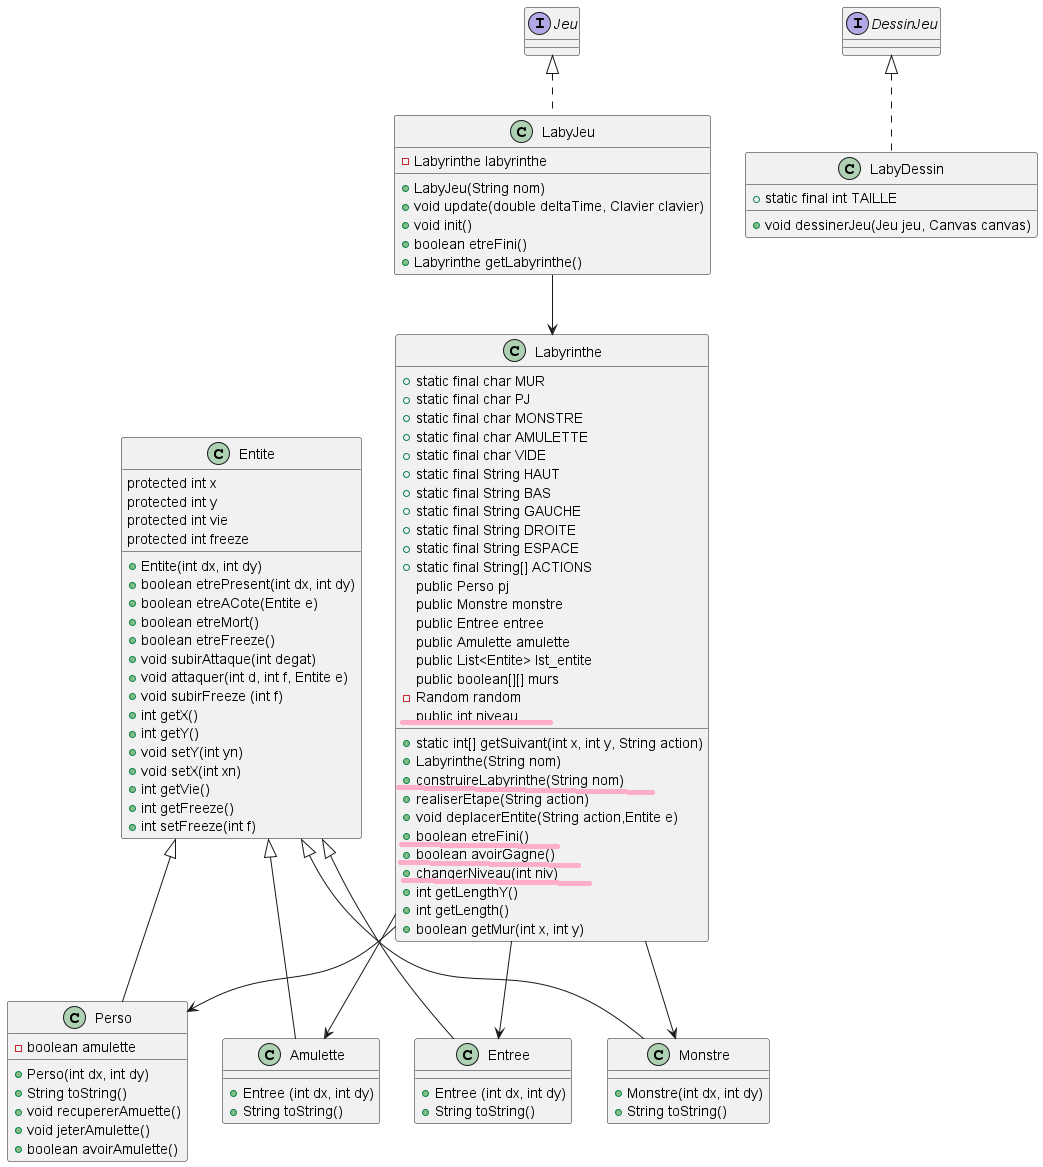 I Jeu
I DessinJeu
C LabyJeu
Labyrinthe labyrinthe
LabyJeu(String nom)
void update(double deltaTime, Clavier clavier)
void init()
boolean etreFini()
Labyrinthe getLabyrinthe()
C LabyDessin
static final int TAILLE
void dessinerJeu(Jeu jeu, Canvas canvas)
C Labyrinthe
static final char MUR
static final char PJ
static final char MONSTRE
static final char AMULETTE
static final char VIDE
static final String HAUT
static final String BAS
static final String GAUCHE
static final String DROITE
static final String ESPACE
static final String[] ACTIONS
public Perso pj
public Monstre monstre
public Entree entree
public Amulette amulette
public List<Entite> lst_entite
public boolean[][] murs
Random random
public int niveau
static int[] getSuivant(int x, int y, String action)
Labyrinthe(String nom)
construireLabyrinthe(String nom)
realiserEtape(String action)
void deplacerEntite(String action,Entite e)
boolean etreFini()
boolean avoirGagne()
changerNiveau(int niv)
int getLengthY()
int getLength()
boolean getMur(int x, int y)
C Entite
protected int x
protected int y
protected int vie
protected int freeze
Entite(int dx, int dy)
boolean etrePresent(int dx, int dy)
boolean etreACote(Entite e)
boolean etreMort()
boolean etreFreeze()
void subirAttaque(int degat)
void attaquer(int d, int f, Entite e)
void subirFreeze (int f)
int getX()
int getY()
void setY(int yn)
void setX(int xn)
int getVie()
int getFreeze()
int setFreeze(int f)
C Perso
boolean amulette
Perso(int dx, int dy)
String toString()
void recupererAmuette()
void jeterAmulette()
boolean avoirAmulette()
C Amulette
Entree (int dx, int dy)
String toString()
C Entree
Entree (int dx, int dy)
String toString()
C Monstre
Monstre(int dx, int dy)
String toString()